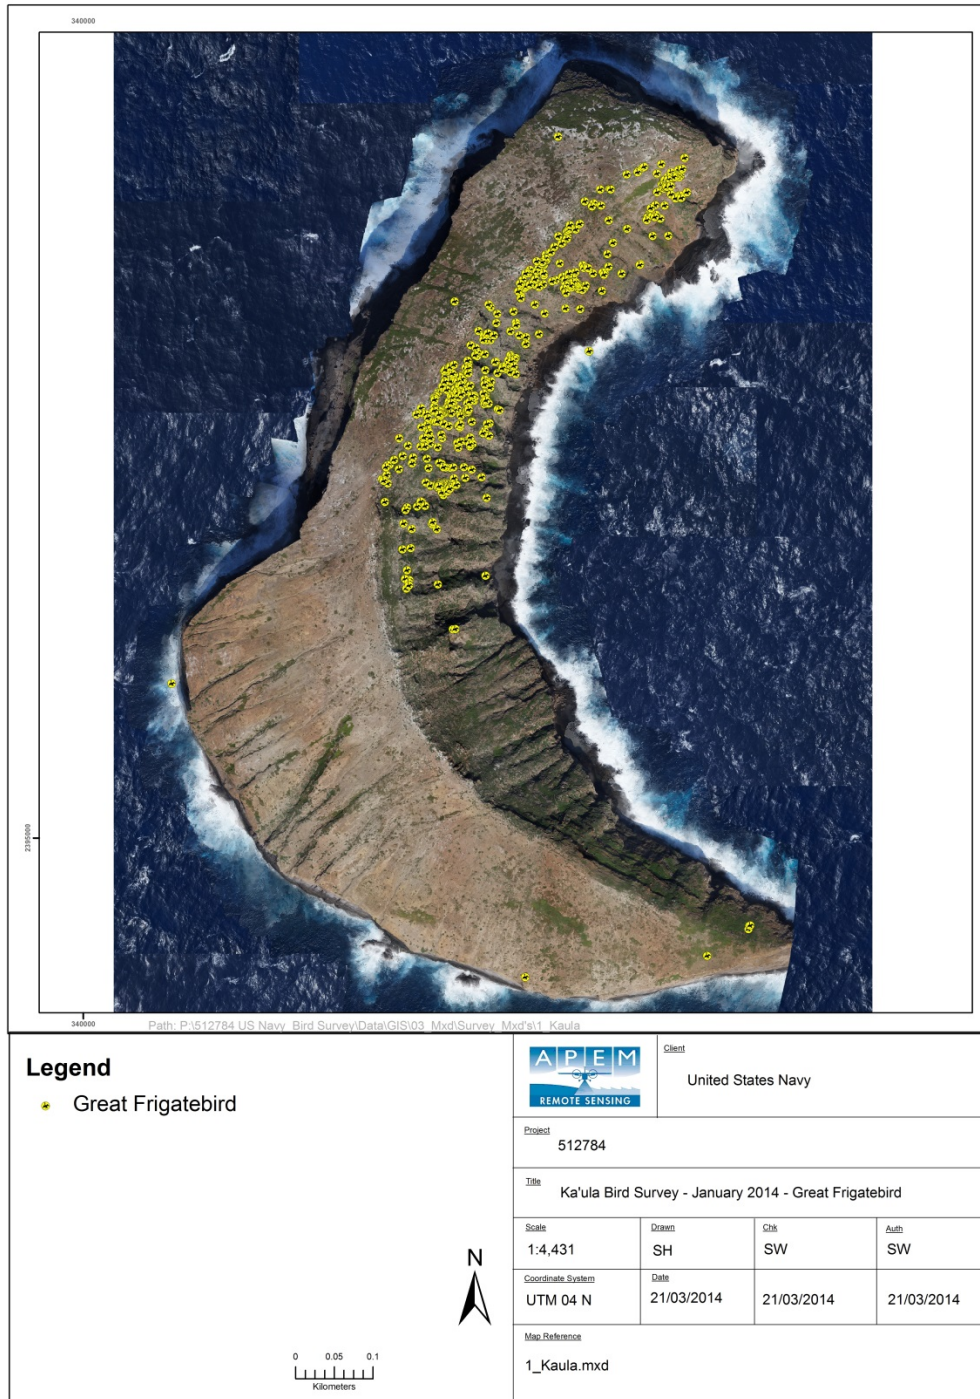 340000
2395000
340000
Path: P:\512784 US Navy_Bird Survey\Data\GIS\03_Mxd\Survey_Mxd's\1_Kaula
Legend
Great Frigatebird
N
0 0.05 0.1
Kilometers
APEM
REMOTE SENSING
Client
United States Navy
Project
512784
Title
Ka'ula Bird Survey - January 2014 - Great Frigatebird
Scale
1:4,431
Drawn
SH
Chk
SW
Auth
SW
Coordinate System
UTM 04 N
Date
21/03/2014
21/03/2014
21/03/2014
Map Reference
1_Kaula.mxd